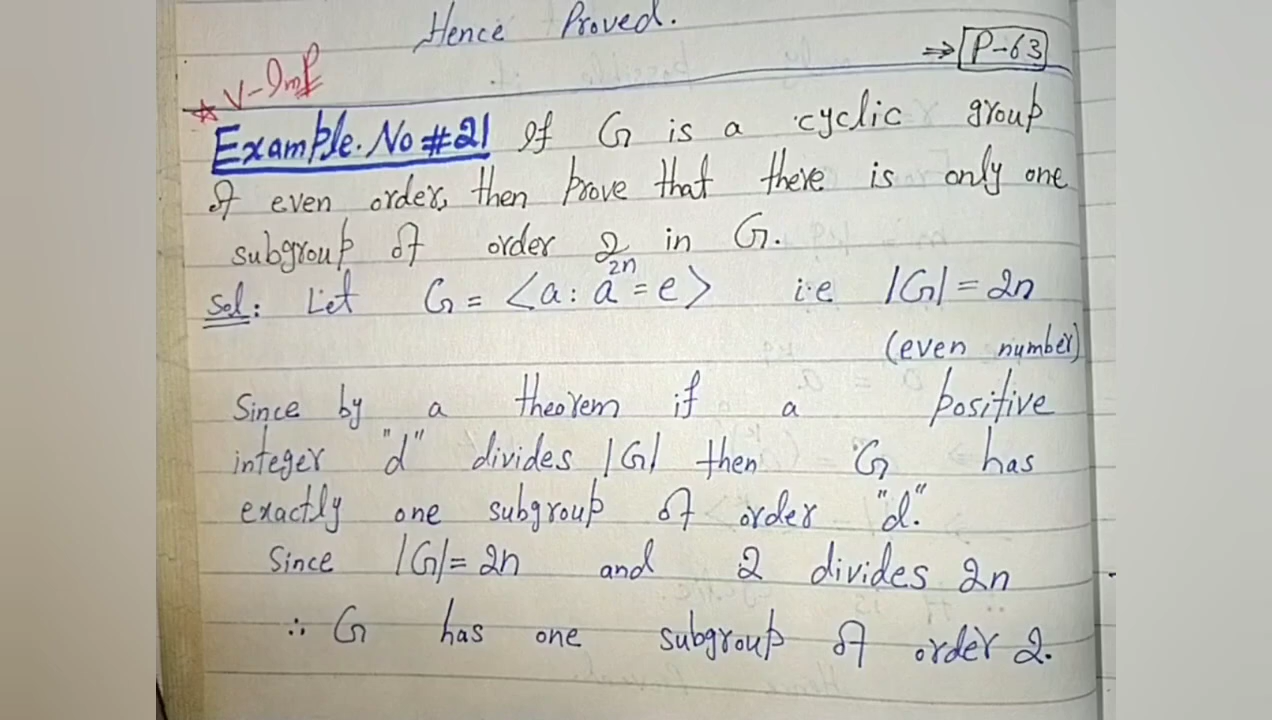 Hence Proved.
⇒ P-63
☆ V-Imp
Example.No #21 If G is a cyclic group
of even order, then prove that there is only one
subgroup of order 2 in G.
Sol: Let G = <a : a²ⁿ = e> i.e |G| = 2n
(even number)
Since by a theorem if a positive
integer "d" divides |G| then G has
exactly one subgroup of order "d".
Since |G| = 2n and 2 divides 2n
∴ G has one subgroup of order 2.